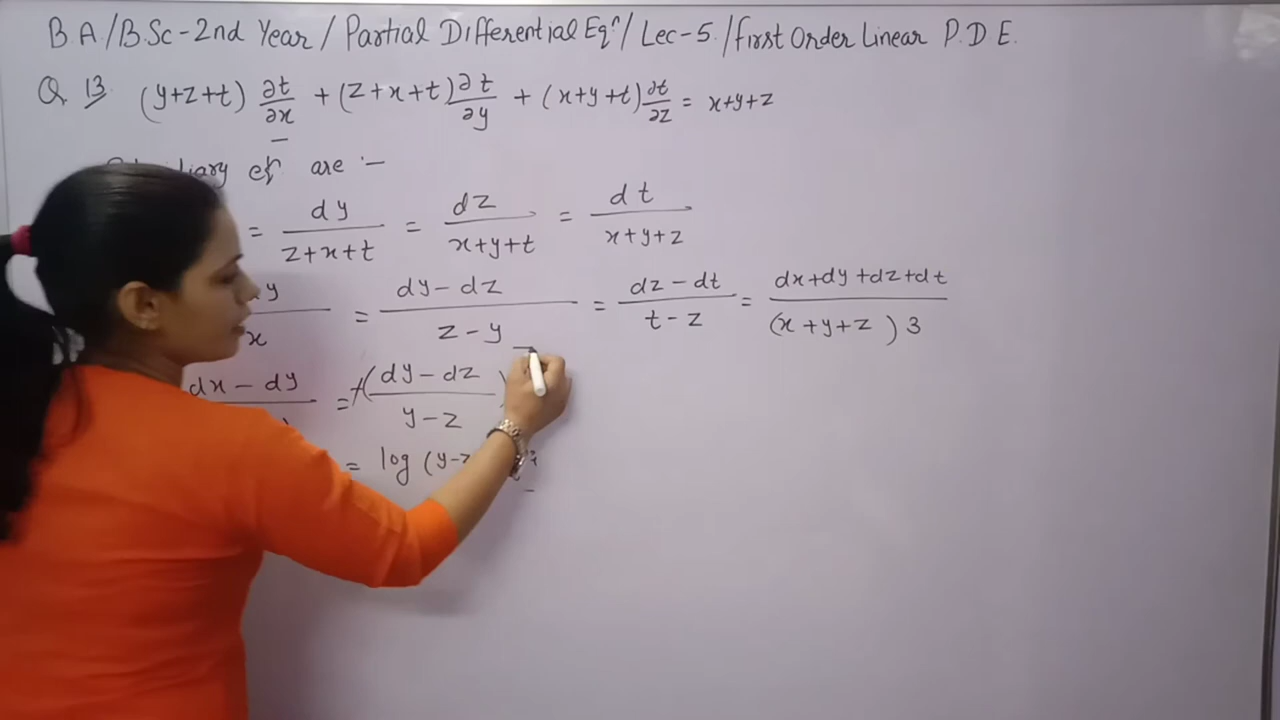 B.A./B.Sc-2nd Year/Partial Differential Eqⁿ/Lec-5./First Order Linear P.D.E.
Q. 13 (y+z+t) ∂t/∂x + (z+x+t) ∂t/∂y + (x+y+t) ∂t/∂z = x+y+z
are :-
= dy/z+x+t = dz/x+y+t = dt/x+y+z
y/x = dy-dz/z-y = dz-dt/t-z = dx+dy+dz+dt/(x+y+z)3
dx-dy = (dy-dz/y-z)
= log (y-z